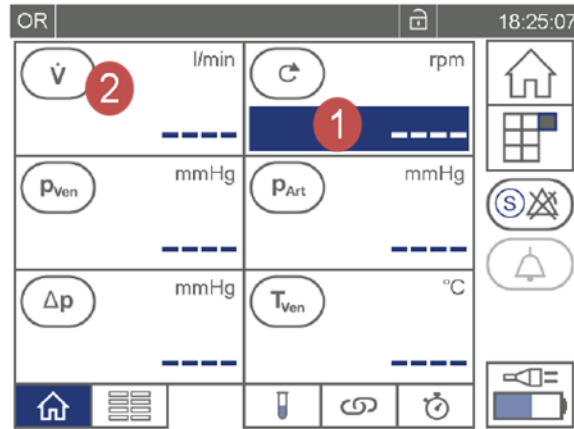 OR 18:25:07
V̇ 2 l/min rpm
1
---- ----
pVen mmHg pArt mmHg
---- ----
Δp mmHg TVen °C
---- ----
S